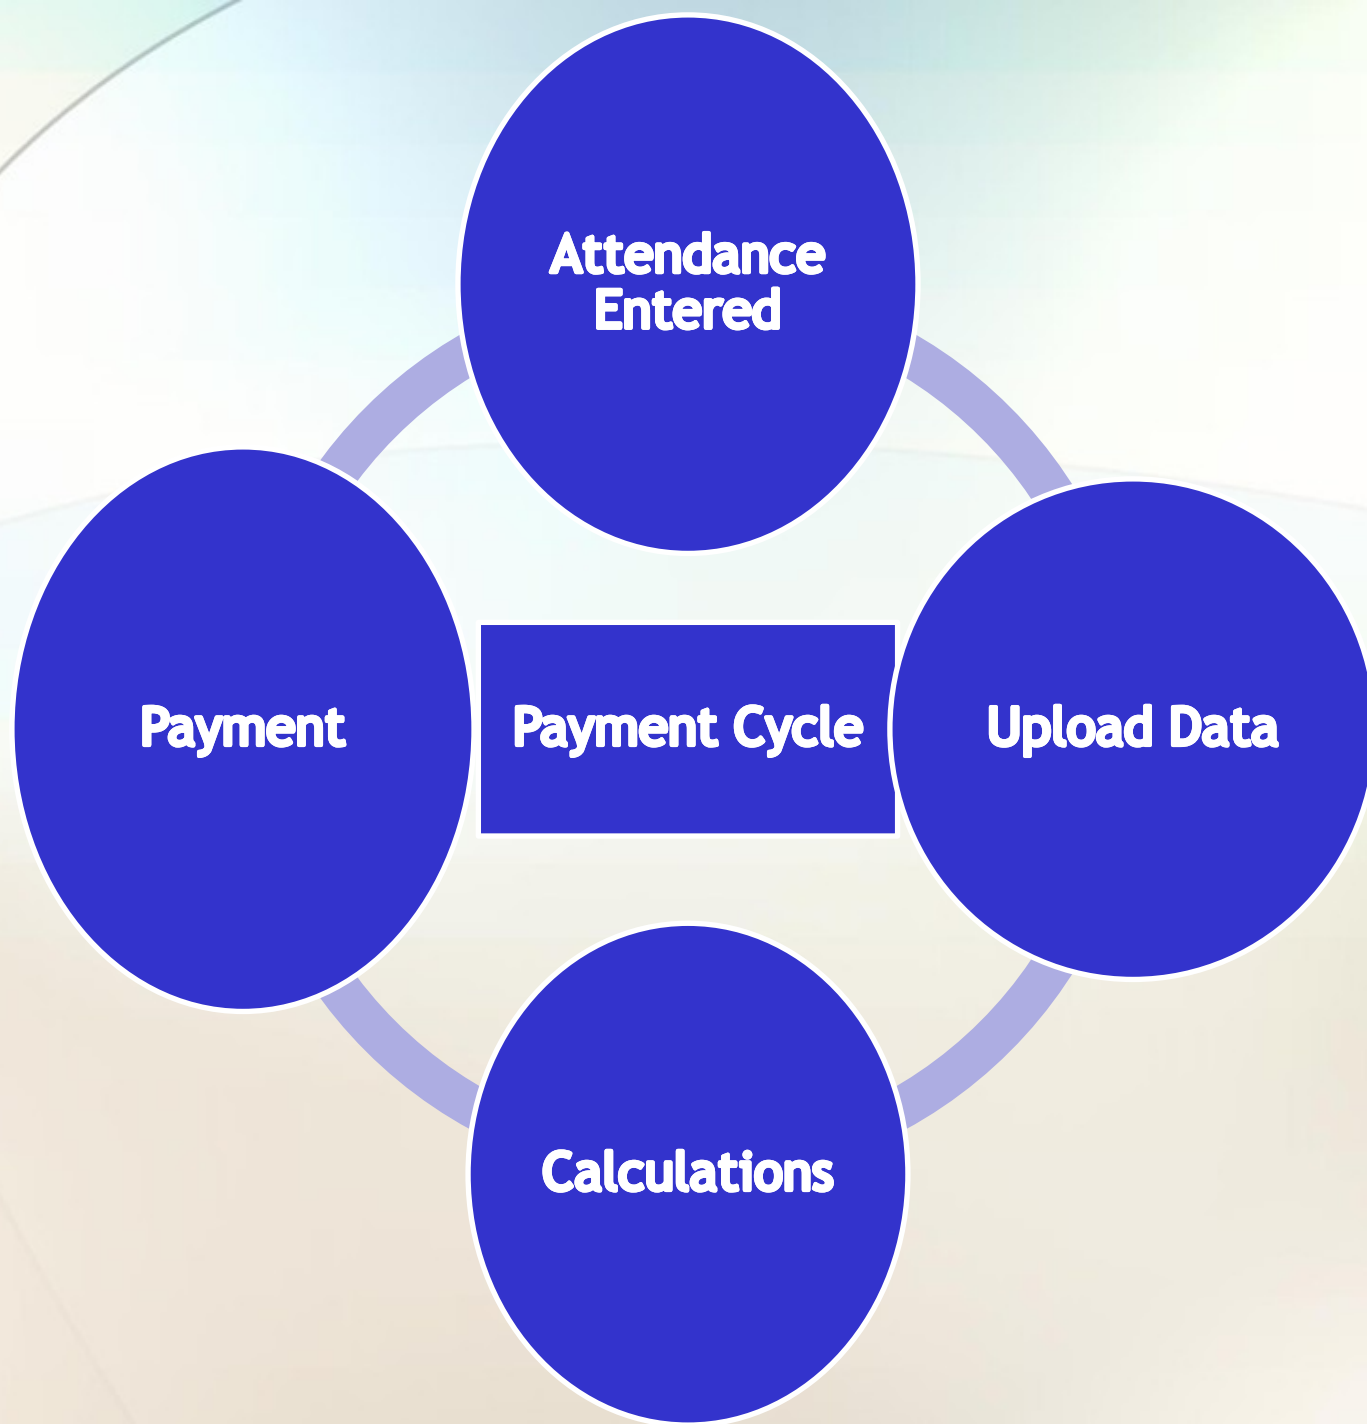 Attendance
Entered
Payment
Payment Cycle
Upload Data
Calculations